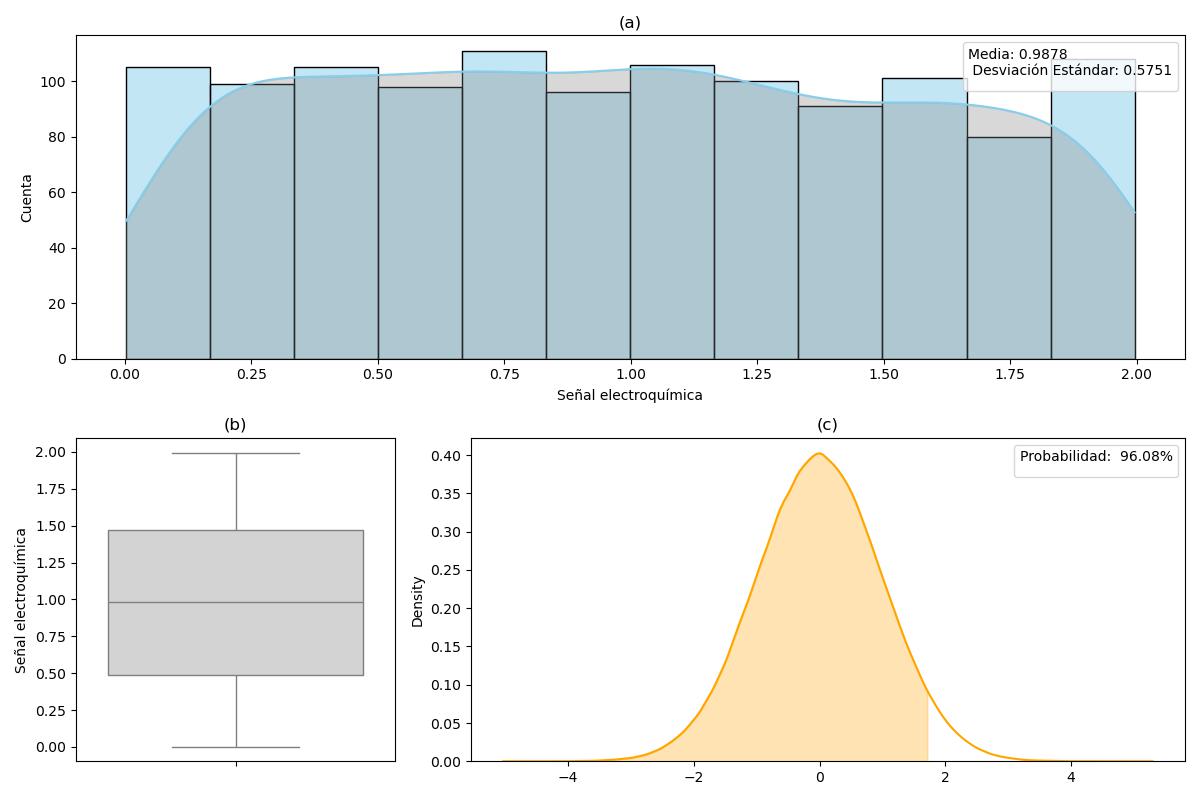 (a)
Media: 0.9878
Desviación Estándar: 0.5751
Cuenta
100
80
60
40
20
0
0.00 0.25 0.50 0.75 1.00 1.25 1.50 1.75 2.00
Señal electroquímica
(b)
Señal electroquímica
2.00
1.75
1.50
1.25
1.00
0.75
0.50
0.25
0.00
(c)
Probabilidad: 96.08%
Density
0.40
0.35
0.30
0.25
0.20
0.15
0.10
0.05
0.00
−4 −2 0 2 4